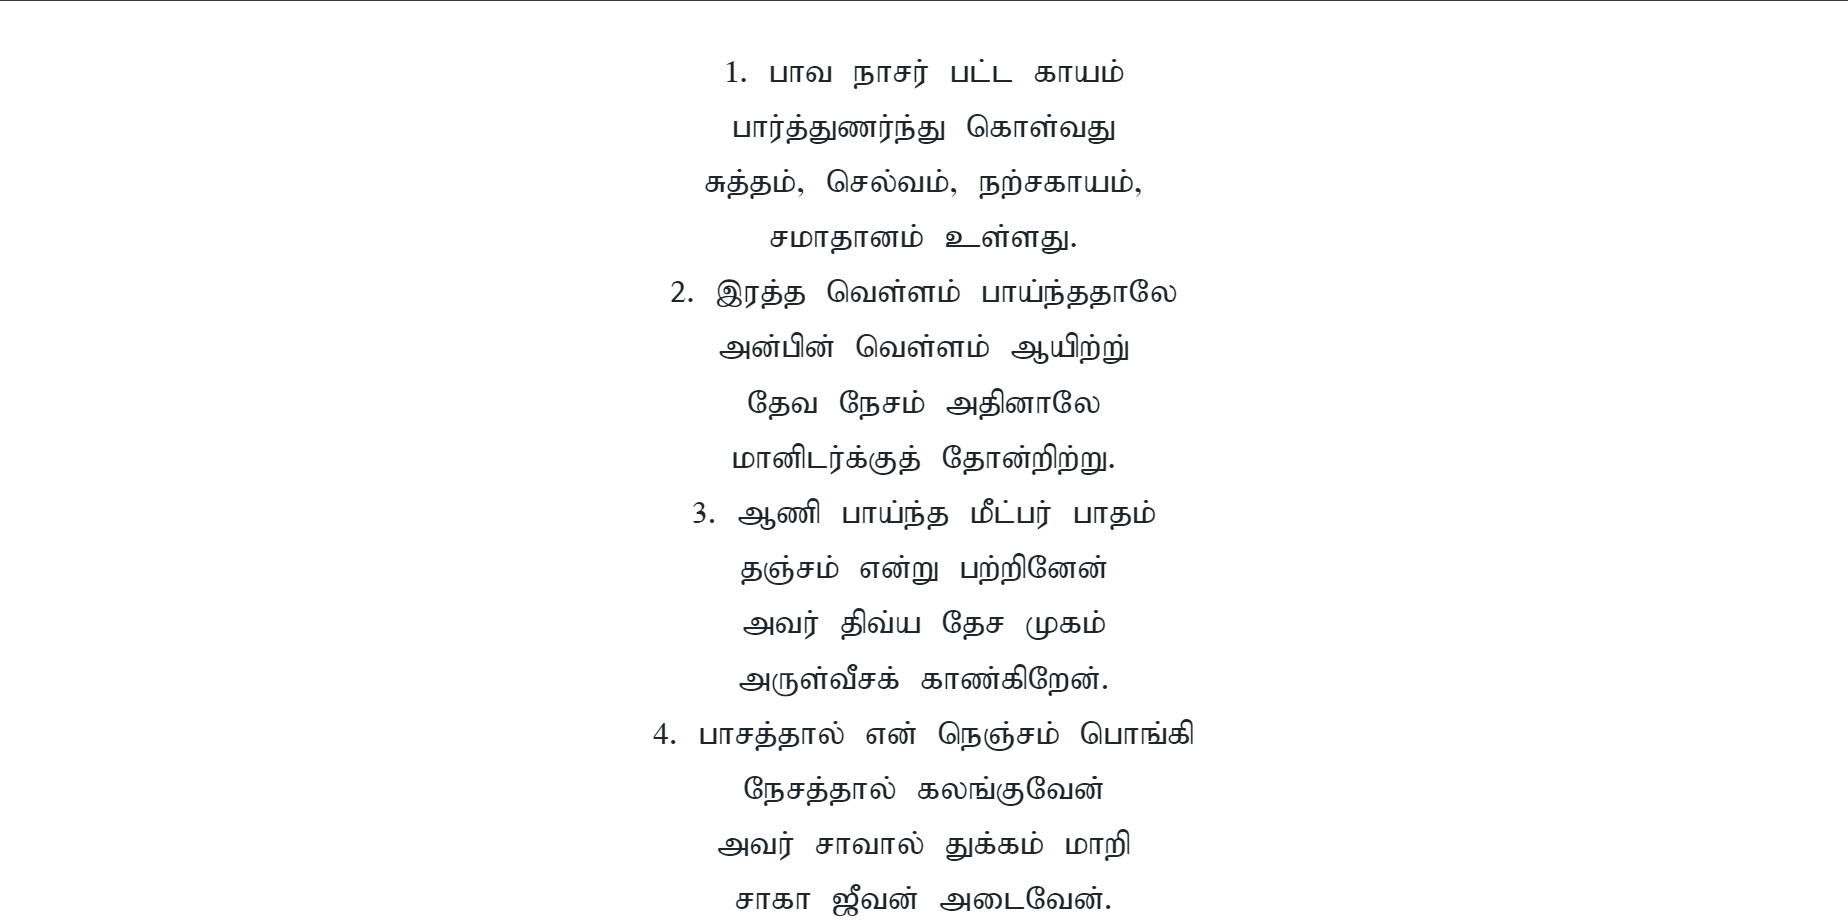 1. பாவ நாசர் பட்ட காயம்
பார்த்துணர்ந்து கொள்வது
சுத்தம், செல்வம், நற்சகாயம்,
சமாதானம் உள்ளது.
2. இரத்த வெள்ளம் பாய்ந்ததாலே
அன்பின் வெள்ளம் ஆயிற்று்
தேவ நேசம் அதினாலே
மானிடர்க்குத் தோன்றிற்று.
3. ஆணி பாய்ந்த மீட்பர் பாதம்
தஞ்சம் என்று பற்றினேன்
அவர் திவ்ய தேச முகம்
அருள்வீசக் காண்கிறேன்.
4. பாசத்தால் என் நெஞ்சம் பொங்கி
நேசத்தால் கலங்குவேன்
அவர் சாவால் துக்கம் மாறி
சாகா ஜீவன் அடைவேன்.